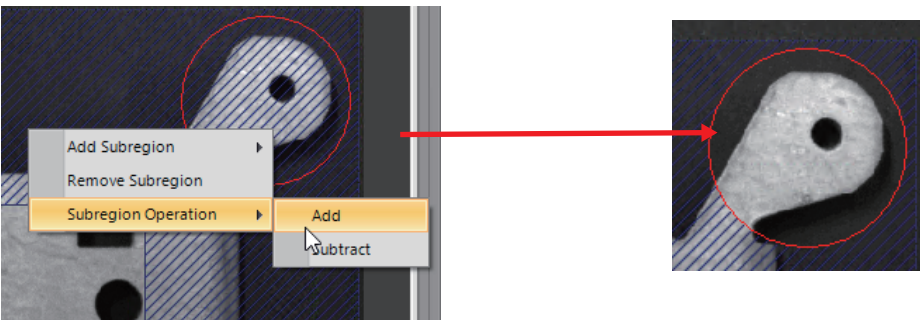 Add Subregion
Remove Subregion
Subregion Operation
Add
Subtract